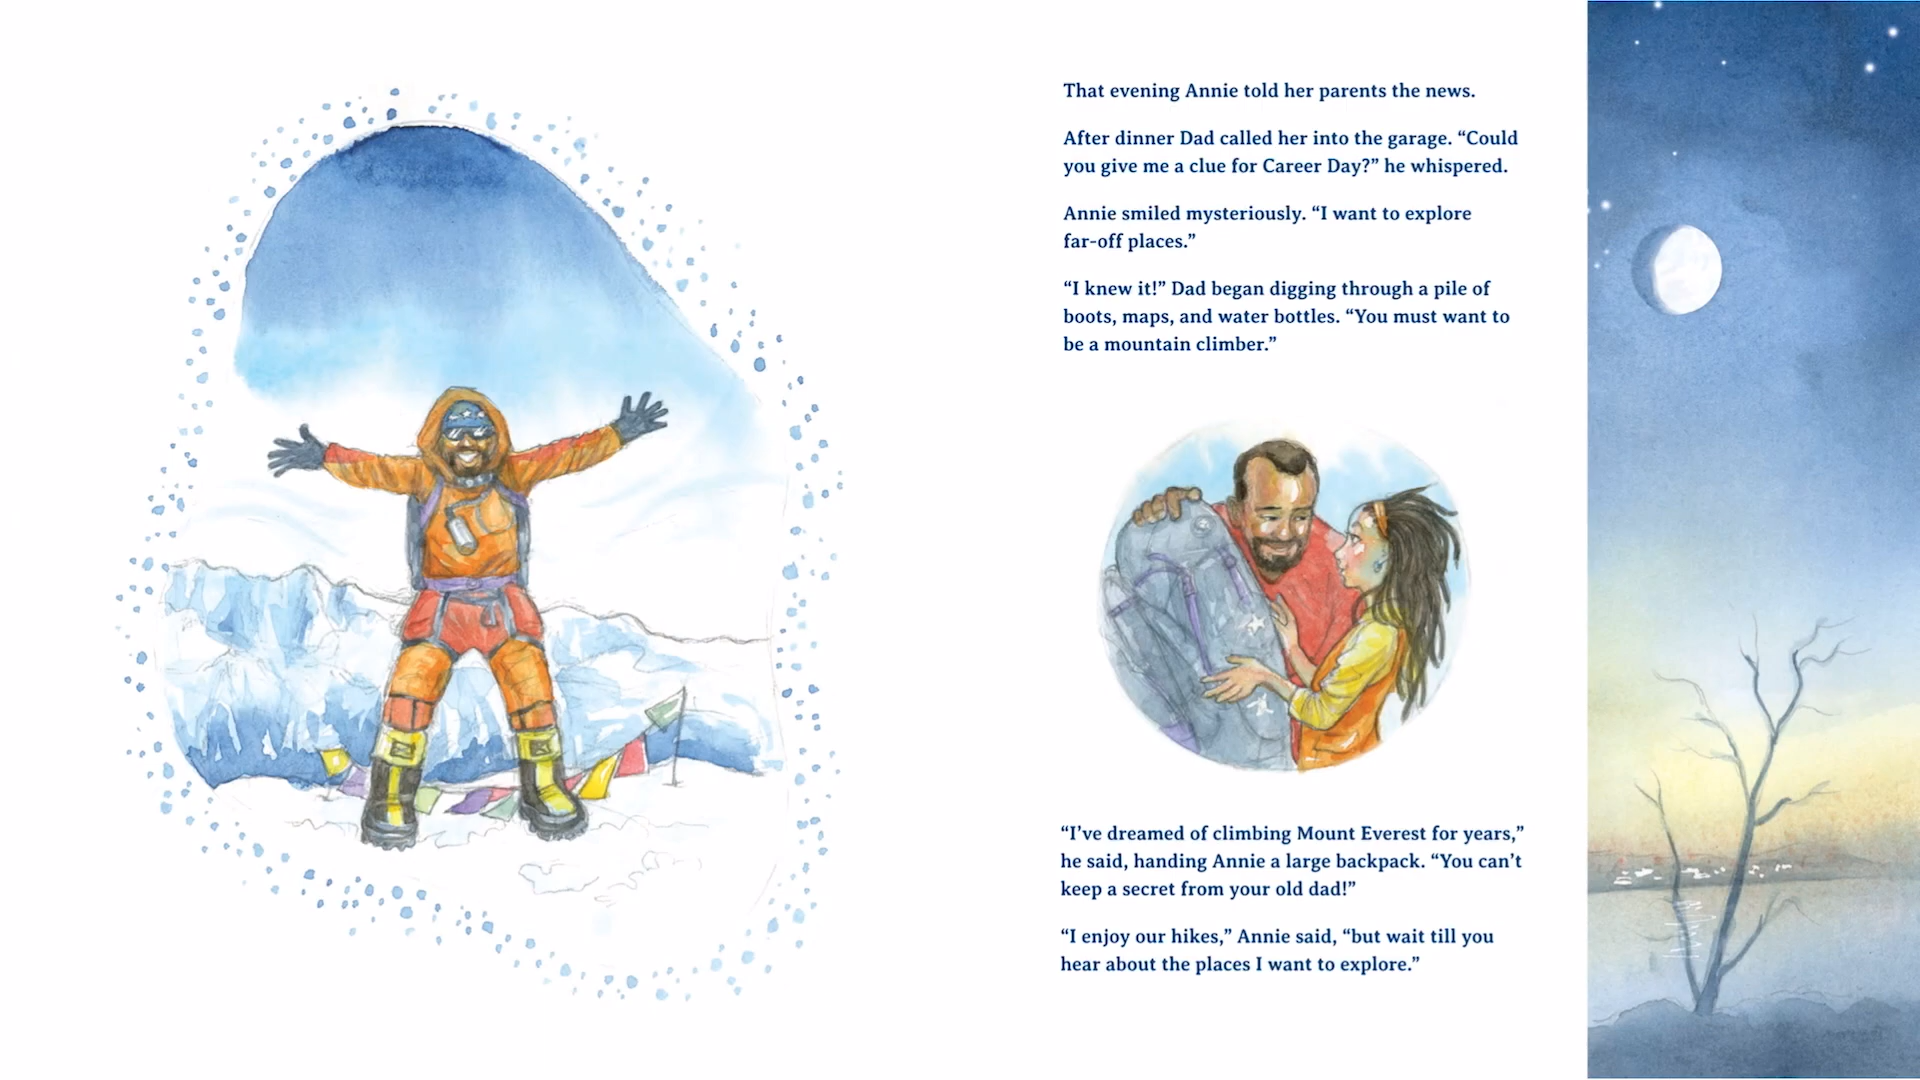 That evening Annie told her parents the news.
After dinner Dad called her into the garage. “Could
you give me a clue for Career Day?” he whispered.
Annie smiled mysteriously. “I want to explore
far-off places.”
“I knew it!” Dad began digging through a pile of
boots, maps, and water bottles. “You must want to
be a mountain climber.”
“I’ve dreamed of climbing Mount Everest for years,”
he said, handing Annie a large backpack. “You can’t
keep a secret from your old dad!”
“I enjoy our hikes,” Annie said, “but wait till you
hear about the places I want to explore.”